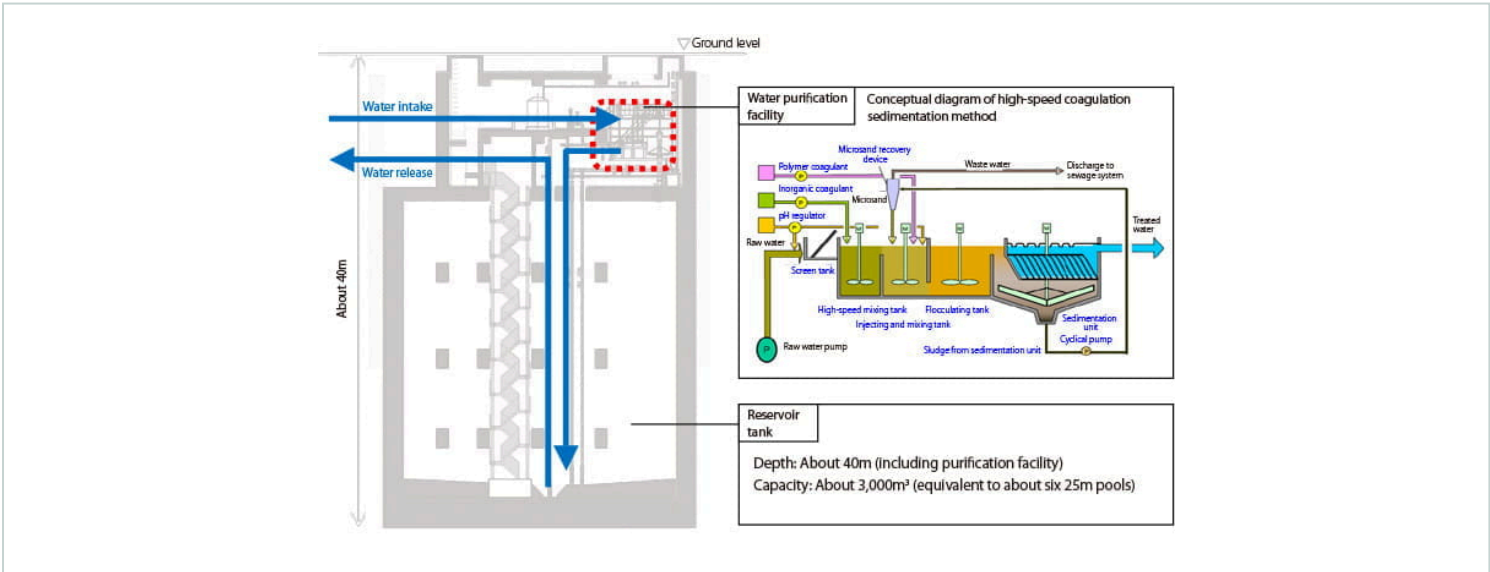 Ground level
Water intake
Water release
About 40m
Water purification
facility
Conceptual diagram of high-speed coagulation
sedimentation method
Microsand recovery
device
Polymer coagulant
P
Waste water
Discharge to
sewage system
Inorganic coagulant
P
Microsand
pH regulator
P
Raw water
M
M
M
M
Treated
water
Screen tank
High-speed mixing tank
Flocculating tank
Injecting and mixing tank
Sedimentation
unit
Cyclical pump
P
Raw water pump
Sludge from sedimentation unit
P
Reservoir
tank
Depth: About 40m (including purification facility)
Capacity: About 3,000m³ (equivalent to about six 25m pools)